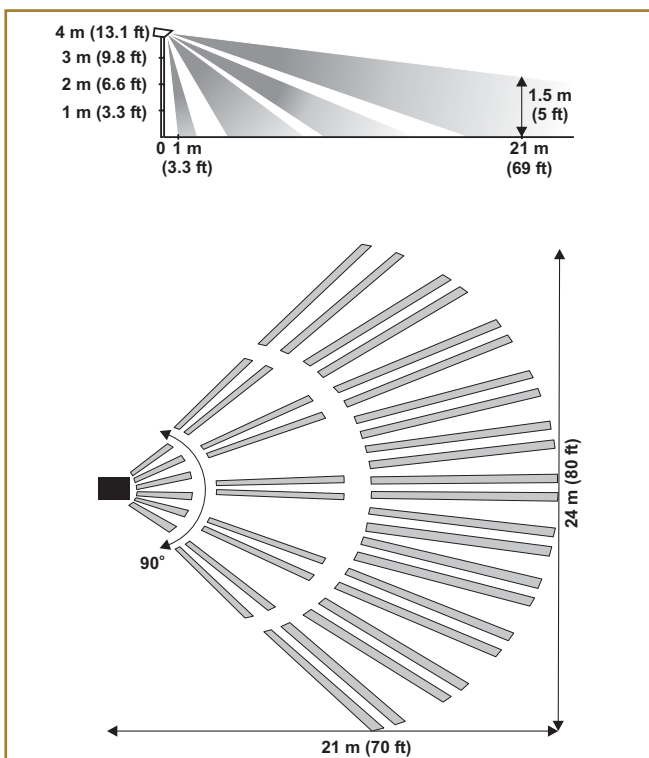 4 m (13.1 ft)
3 m (9.8 ft)
2 m (6.6 ft)
1 m (3.3 ft)
1.5 m
(5 ft)
0 1 m
(3.3 ft)
21 m
(69 ft)
90°
24 m (80 ft)
21 m (70 ft)